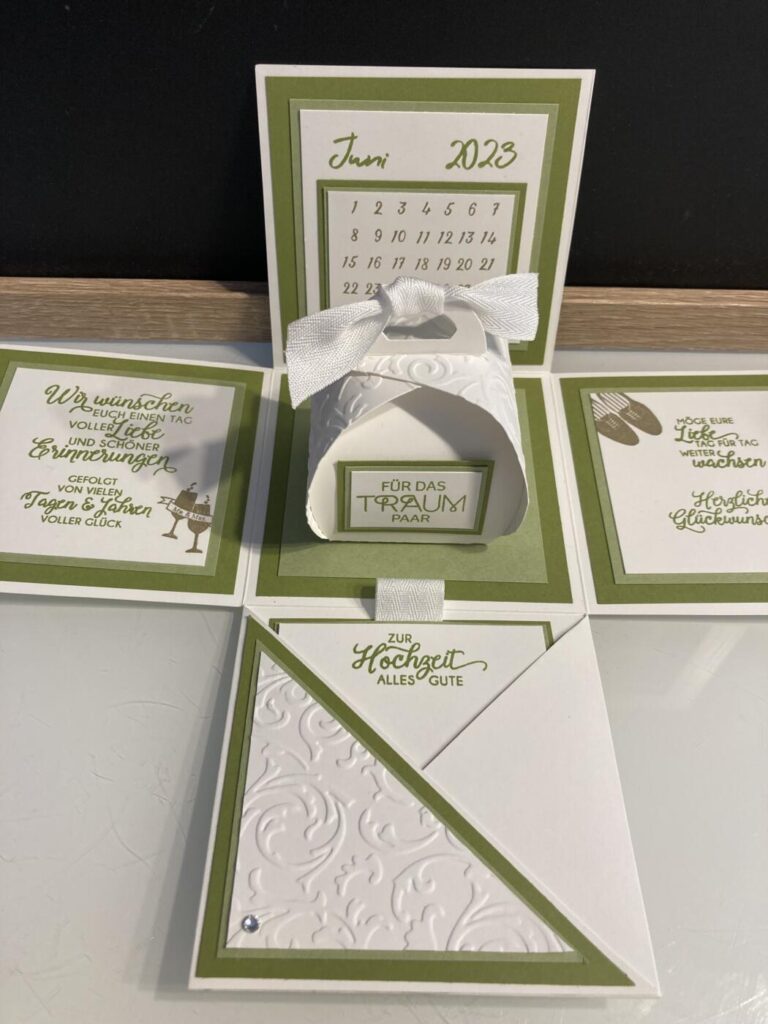 Juni 2023
1 2 3 4 5 6 7
8 9 10 11 12 13 14
15 16 17 18 19 20 21
22
Wir wünschen
EUCH EINEN TAG
VOLLER Liebe
UND SCHÖNER
Erinnerungen
GEFOLGT
VON VIELEN
Tagen & Jahren
VOLLER GLÜCK
FÜR DAS
TRAUM
PAAR
MÖGE EURE
Liebe
TAG FÜR TAG
WEITER
wachsen
ZUR
Hochzeit
ALLES GUTE